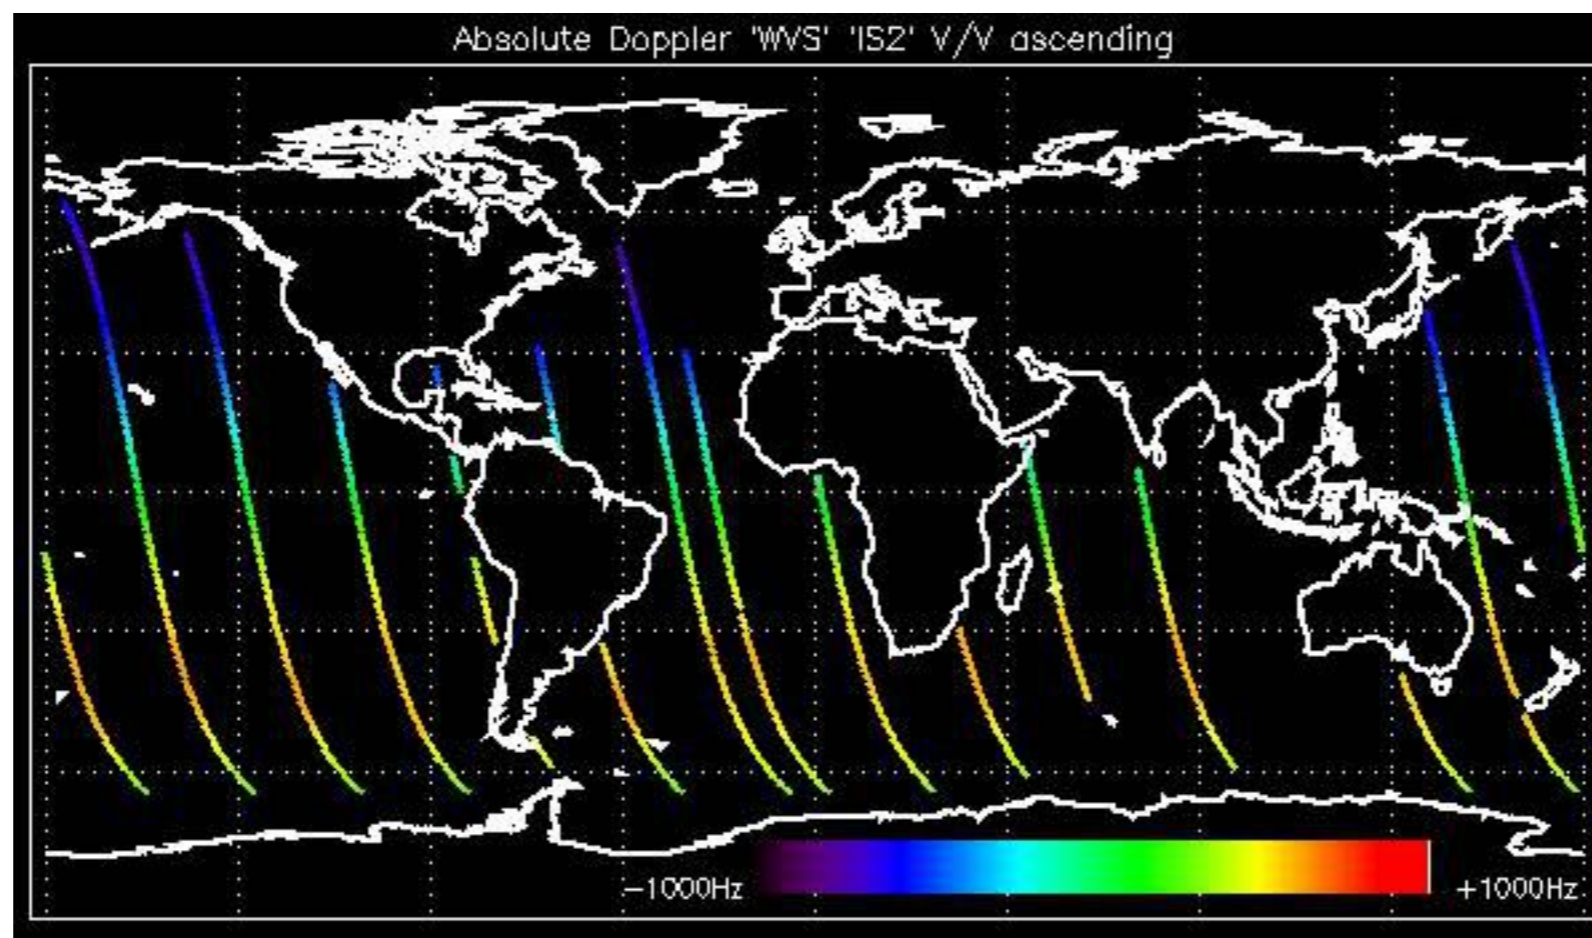 Absolute Doppler 'WVS' 'IS2' V/V ascending
-1000Hz +1000Hz